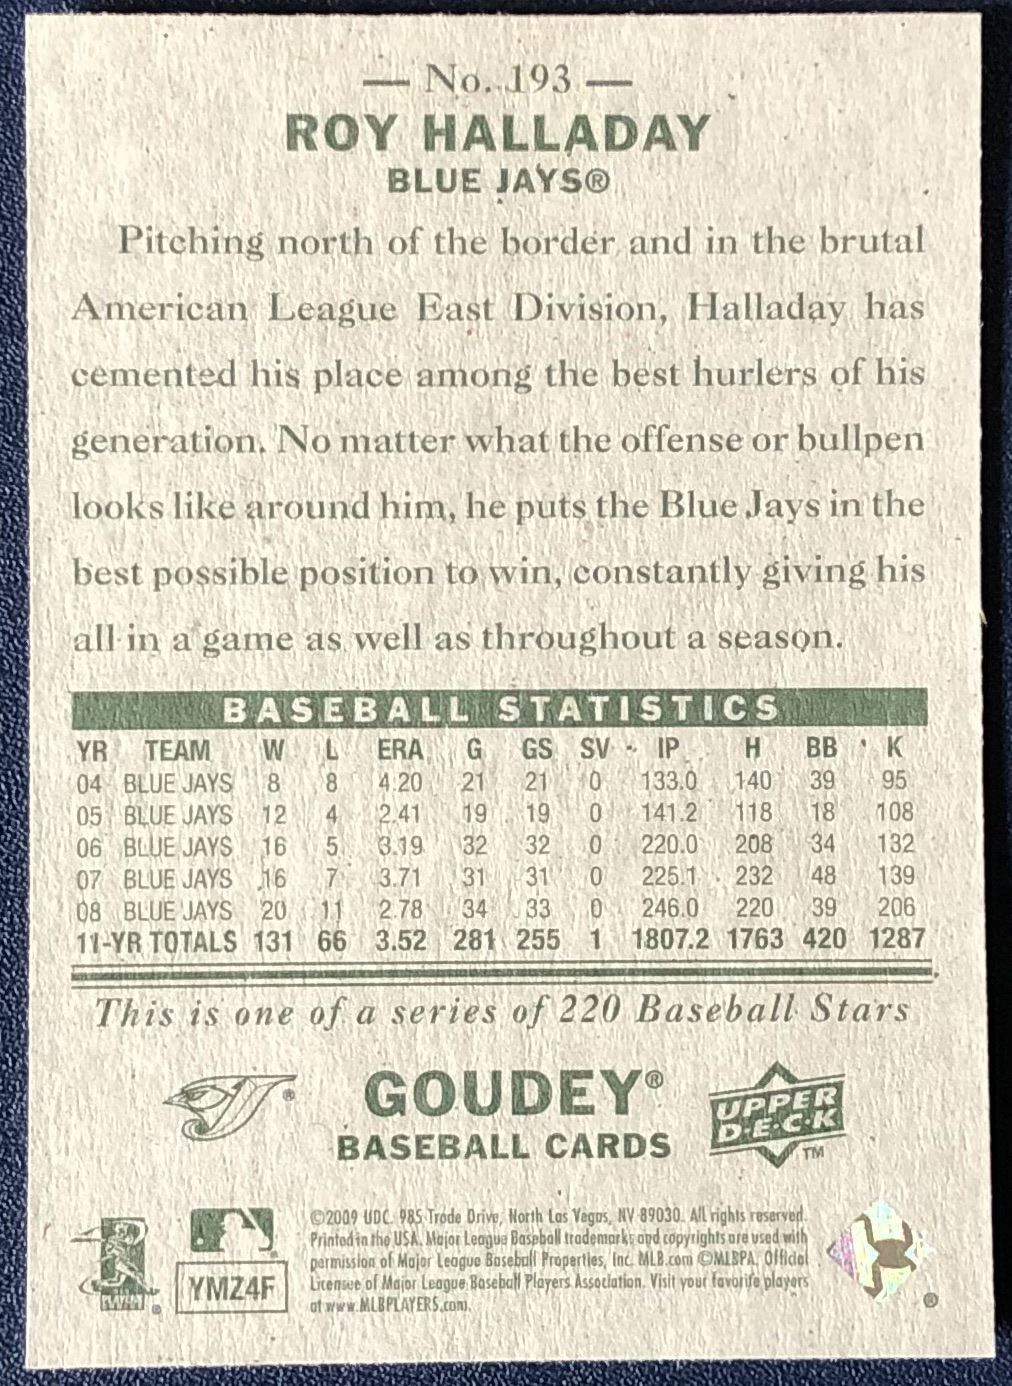 — No. 193 —
ROY HALLADAY
BLUE JAYS®
Pitching north of the border and in the brutal
American League East Division, Halladay has
cemented his place among the best hurlers of his
generation. No matter what the offense or bullpen
looks like around him, he puts the Blue Jays in the
best possible position to win, constantly giving his
all in a game as well as throughout a season.
BASEBALL STATISTICS
YR TEAM W L ERA G GS SV IP H BB K
04 BLUE JAYS 8 8 4.20 21 21 0 133.0 140 39 95
05 BLUE JAYS 12 4 2.41 19 19 0 141.2 118 18 108
06 BLUE JAYS 16 5 3.19 32 32 0 220.0 208 34 132
07 BLUE JAYS 16 7 3.71 31 31 0 225.1 232 48 139
08 BLUE JAYS 20 11 2.78 34 33 0 246.0 220 39 206
11-YR TOTALS 131 66 3.52 281 255 1 1807.2 1763 420 1287
This is one of a series of 220 Baseball Stars
GOUDEY®
BASEBALL CARDS
UPPER
DECK™
©2009 UDC. 985 Trade Drive, North Las Vegas, NV 89030. All rights reserved.
Printed in the USA. Major League Baseball trademarks and copyrights are used with
permission of Major League Baseball Properties, Inc. MLB.com ©MLBPA, Official
Licensee of Major League Baseball Players Association. Visit your favorite players
at www.MLBPLAYERS.com.
YMZ4F